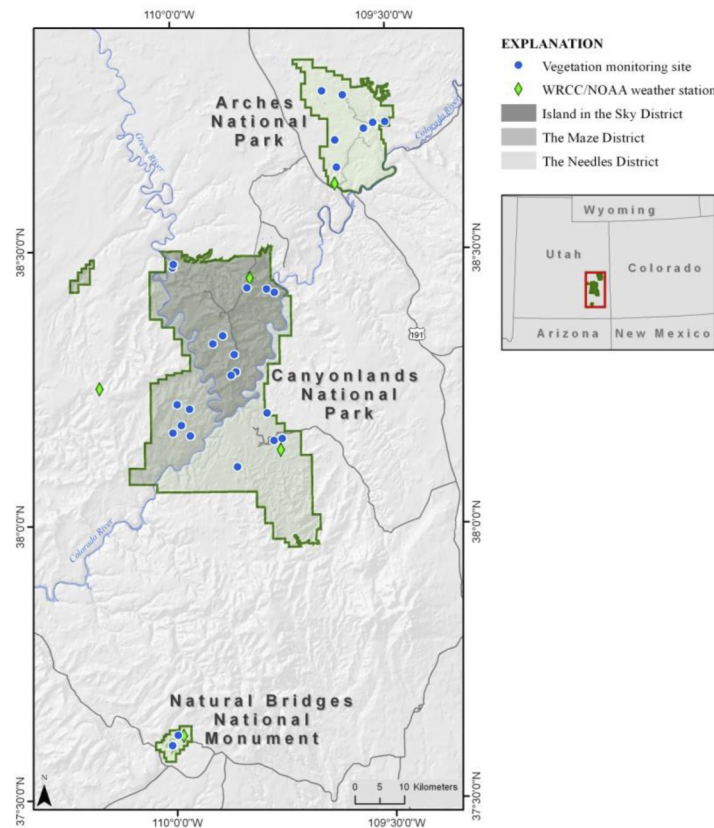 110°0'0"W
109°30'0"W
Arches
National
Park
Green River
Colorado River
38°30'0"N
38°30'0"N
191
Canyonlands
National
Park
38°0'0"N
38°0'0"N
Colorado River
Natural Bridges
National
Monument
N
0 5 10 Kilometers
37°30'0"N
37°30'0"N
110°0'0"W
109°30'0"W
EXPLANATION
Vegetation monitoring site
WRCC/NOAA weather station
Island in the Sky District
The Maze District
The Needles District
Wyoming
Utah
Colorado
Arizona
New Mexico